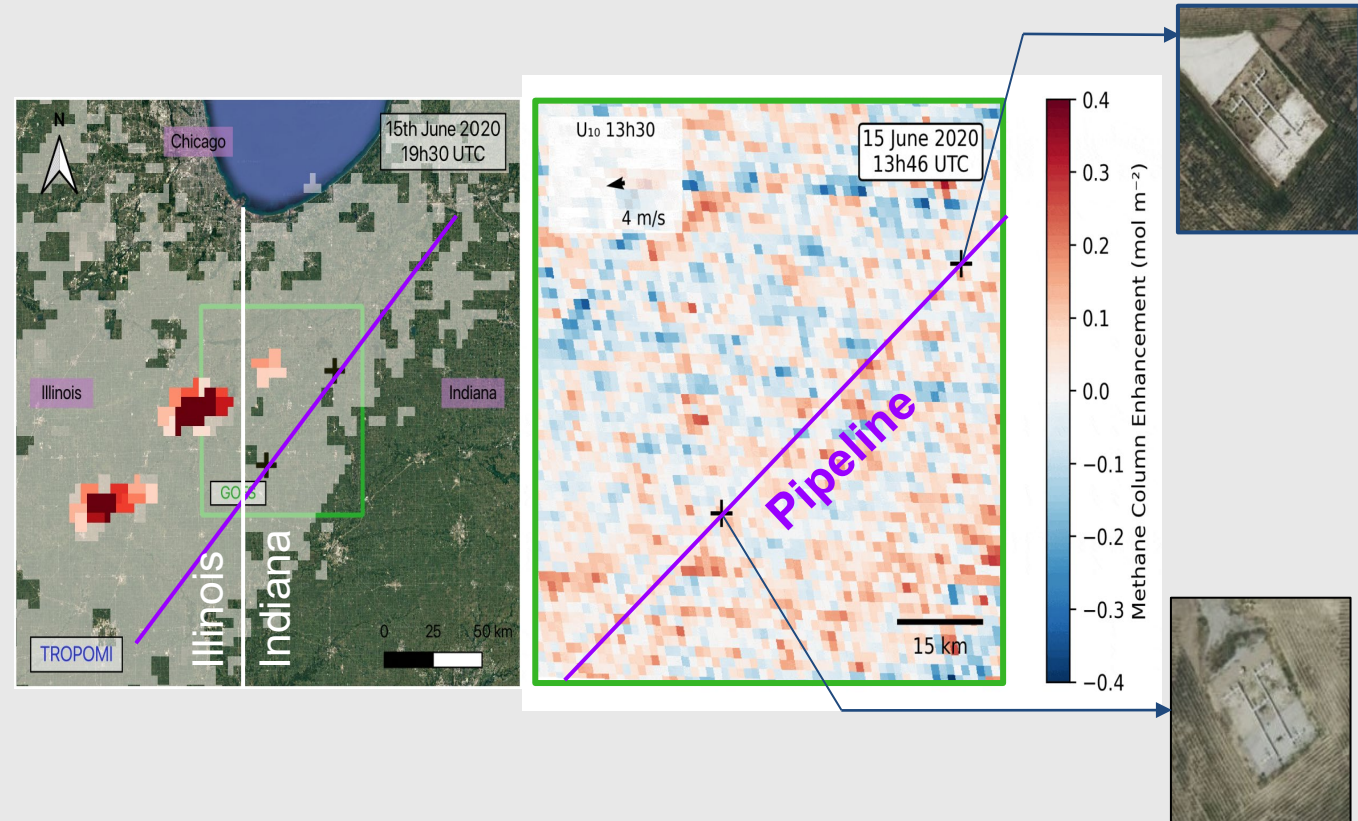 N
Chicago
15th June 2020
19h30 UTC
Illinois
Indiana
GOES
Illinois
Indiana
TROPOMI
0 25 50 km
U₁₀ 13h30
4 m/s
15 June 2020
13h46 UTC
Pipeline
15 km
0.4
0.3
0.2
0.1
0.0
−0.1
−0.2
−0.3
−0.4
Methane Column Enhancement (mol m⁻²)